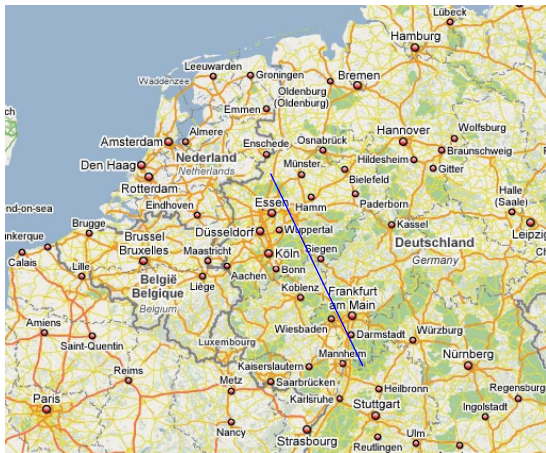 Lübeck
Hamburg
Leeuwarden
Groningen
Waddenzee
Bremen
Oldenburg
(Oldenburg)
Emmen
Amsterdam
Almere
Enschede
Osnabrück
Hannover
Wolfsburg
Braunschweig
Nederland
Netherlands
Den Haag
Hildesheim
Gitter
Münster
Bielefeld
Rotterdam
Halle
(Saale)
Eindhoven
Essen
Hamm
Paderborn
end-on-sea
Brugge
Kassel
Leipzig
Düsseldorf
Wuppertal
nkerque
Brussel
Bruxelles
Maastricht
Köln
Siegen
Deutschland
Germany
Calais
Lille
Aachen
Bonn
België
Belgique
Belgium
Liège
Koblenz
Frankfurt
am Main
Amiens
Wiesbaden
Darmstadt
Würzburg
Saint-Quentin
Luxembourg
Mannheim
Nürnberg
Reims
Kaiserslautern
Metz
Saarbrücken
Heilbronn
Regensburg
Paris
Karlsruhe
Stuttgart
Ingolstadt
Nancy
Strasbourg
Reutlingen
Ulm